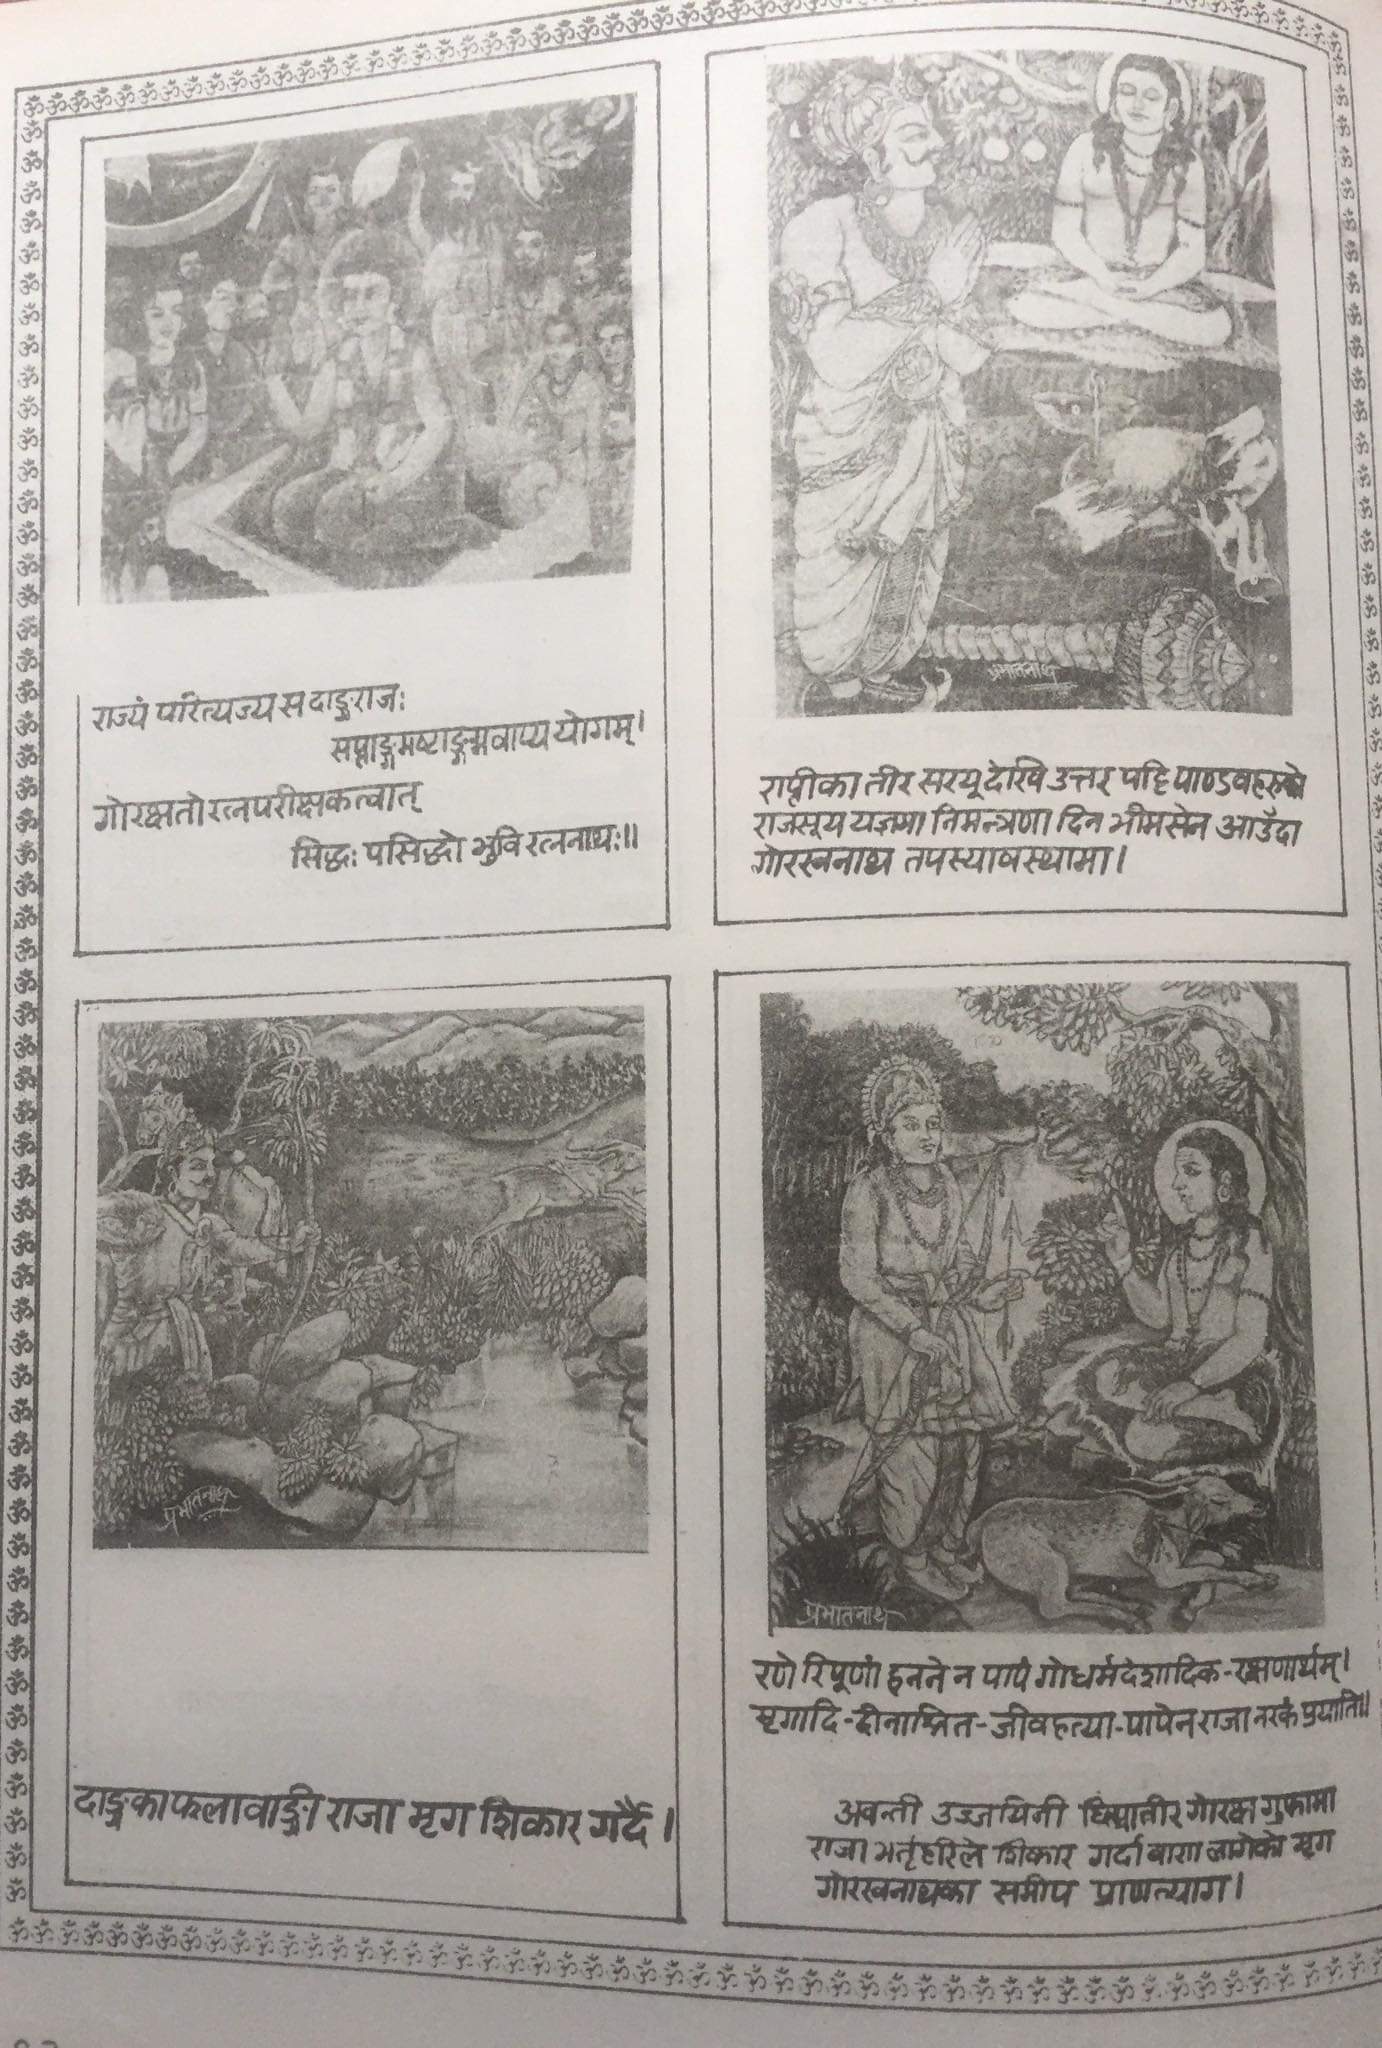 राज्यं परित्यज्य स दाङ्गराजः
सप्ताङ्गमष्टाङ्गमवाप्य योगम्।
गोरक्षतो रत्नपरीक्षकत्वात्
सिद्धः पसिद्धो भुवि रत्ननाथः॥
राप्तीका तीर सरयू देखि उत्तर पट्टि पाण्डवहरुको
राजसूय यज्ञमा निमन्त्रणा दिन भीमसेन आउँदा
गोरखनाथ तपस्यावस्थामा।
प्रभातनाथ
प्रभातनाथ
दाङ्गका फलावाङ्गी राजा मृग शिकार गर्दै।
प्रभातनाथ
रणे रिपूणां हनने न पापं गोधर्मदेशादिक-रक्षणार्थम्।
मृगादि-दीनाश्रित-जीवहत्या-पापेन राजा नरकं प्रयाति॥
अवन्ती उज्जयिनी क्षिप्रातीर गोरक्ष गुफामा
राजा भर्तृहरिले शिकार गर्दा वाण लागेको मृग
गोरखनाथका समीप प्राणत्याग।